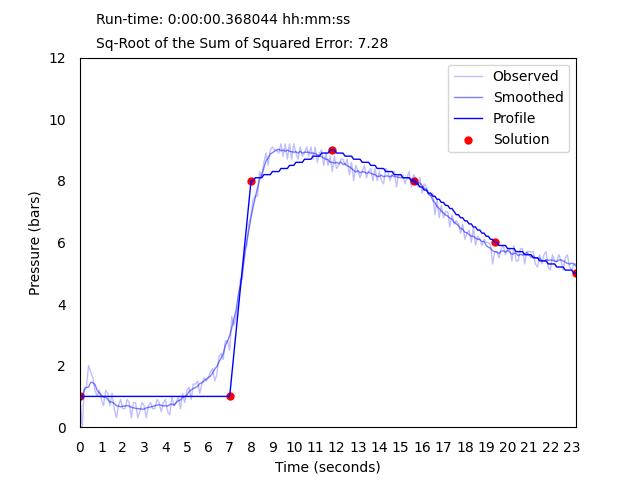 Run-time: 0:00:00.368044 hh:mm:ss
Sq-Root of the Sum of Squared Error: 7.28
Observed
Smoothed
Profile
Solution
12
10
8
6
4
2
0
Pressure (bars)
0 1 2 3 4 5 6 7 8 9 10 11 12 13 14 15 16 17 18 19 20 21 22 23
Time (seconds)